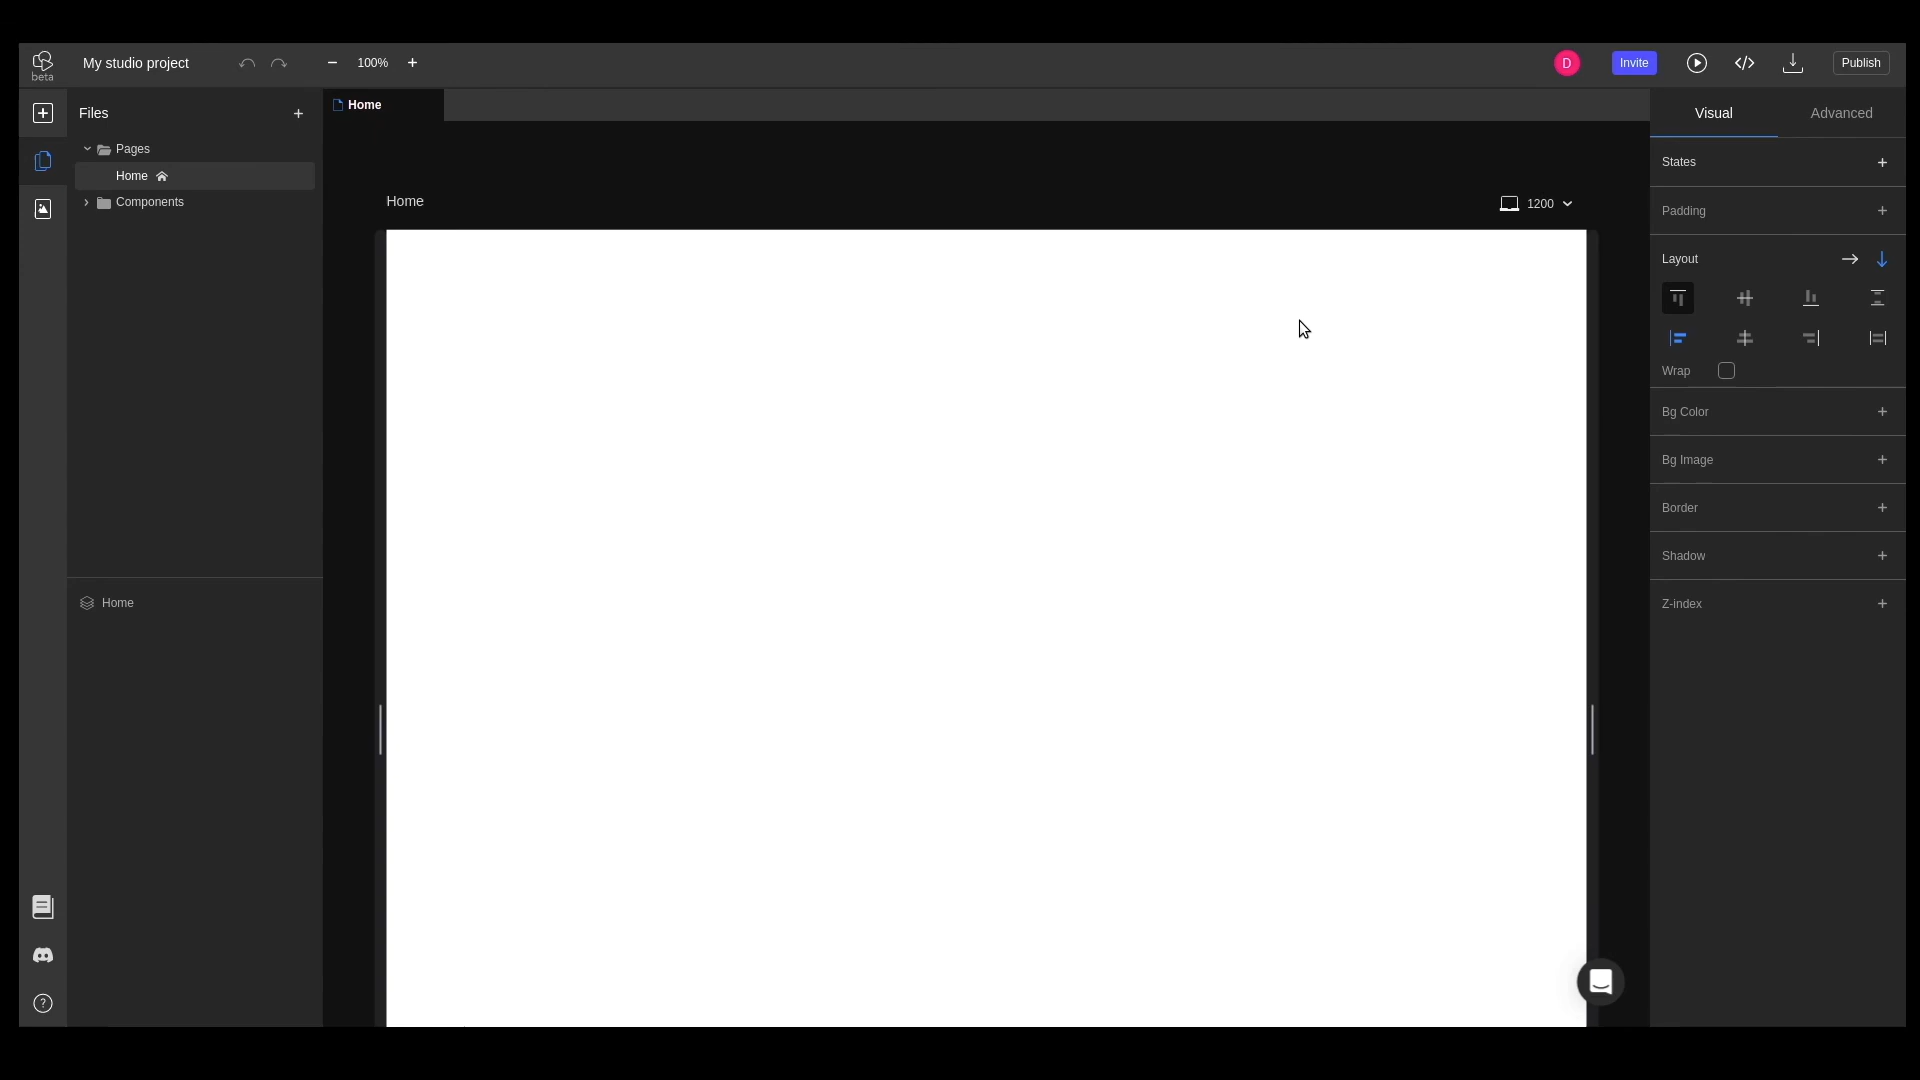 beta
My studio project
100%
D
Invite
Publish
Files
Home
Visual
Advanced
Pages
Home
Components
States
Padding
Home
1200
Layout
Wrap
Bg Color
Bg Image
Border
Shadow
Z-index
Home
?